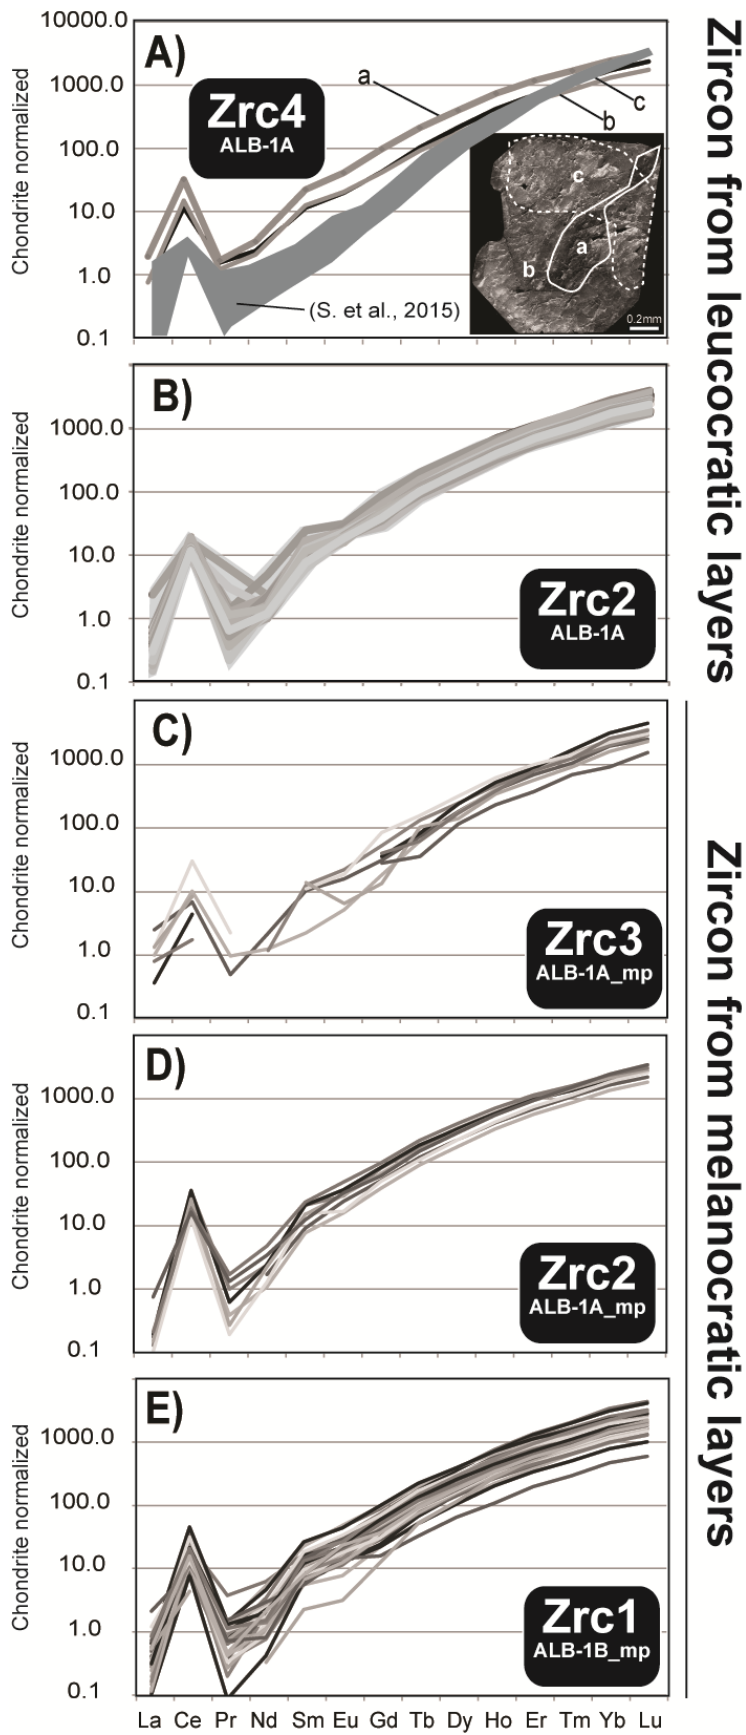 A)
10000.0
1000.0
100.0
10.0
1.0
0.1
Chondrite normalized
Zrc4
ALB-1A
a
c
b
c
a
b
0.2mm
(S. et al., 2015)
B)
1000.0
100.0
10.0
1.0
0.1
Chondrite normalized
Zrc2
ALB-1A
Zircon from leucocratic layers
C)
1000.0
100.0
10.0
1.0
0.1
Chondrite normalized
Zrc3
ALB-1A_mp
D)
1000.0
100.0
10.0
1.0
0.1
Chondrite normalized
Zrc2
ALB-1A_mp
E)
1000.0
100.0
10.0
1.0
0.1
Chondrite normalized
Zrc1
ALB-1B_mp
Zircon from melanocratic layers
La Ce Pr Nd Sm Eu Gd Tb Dy Ho Er Tm Yb Lu